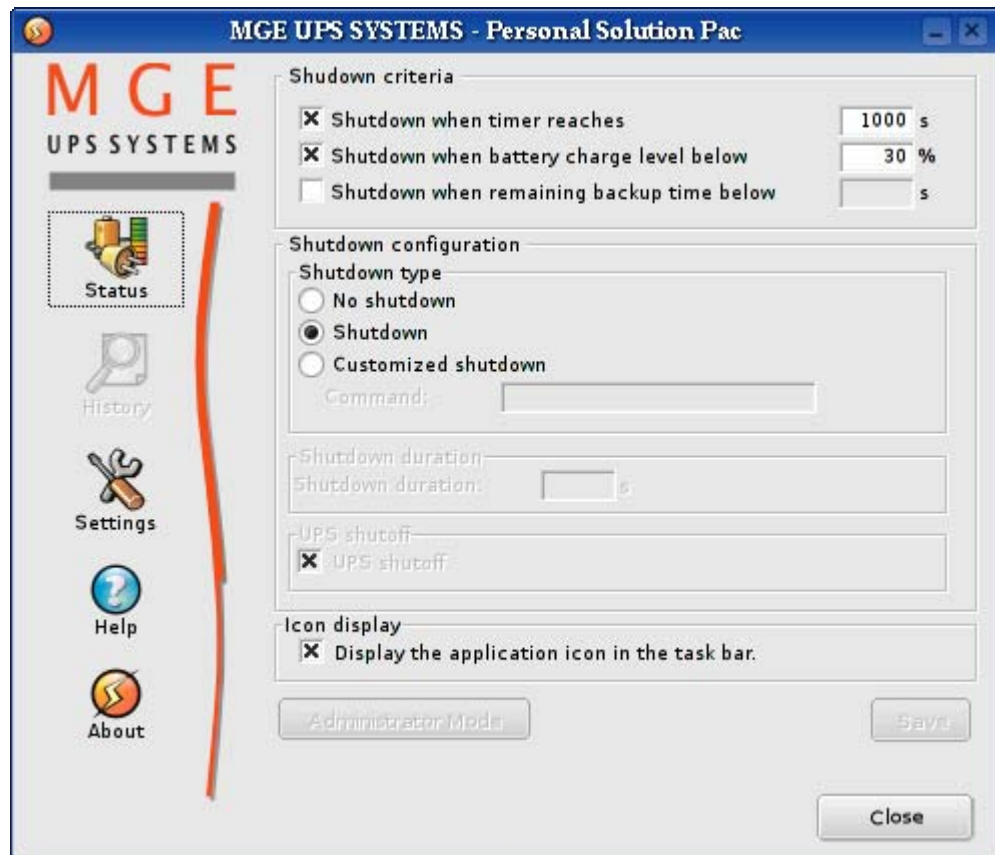 MGE UPS SYSTEMS - Personal Solution Pac
M G E
UPS SYSTEMS
Status
History
Settings
Help
About
Shudown criteria
Shutdown when timer reaches 1000 s
Shutdown when battery charge level below 30 %
Shutdown when remaining backup time below s
Shutdown configuration
Shutdown type
No shutdown
Shutdown
Customized shutdown
Command:
Shutdown duration
Shutdown duration: s
UPS shutoff
UPS shutoff
Icon display
Display the application icon in the task bar.
Administrator Mode
Save
Close